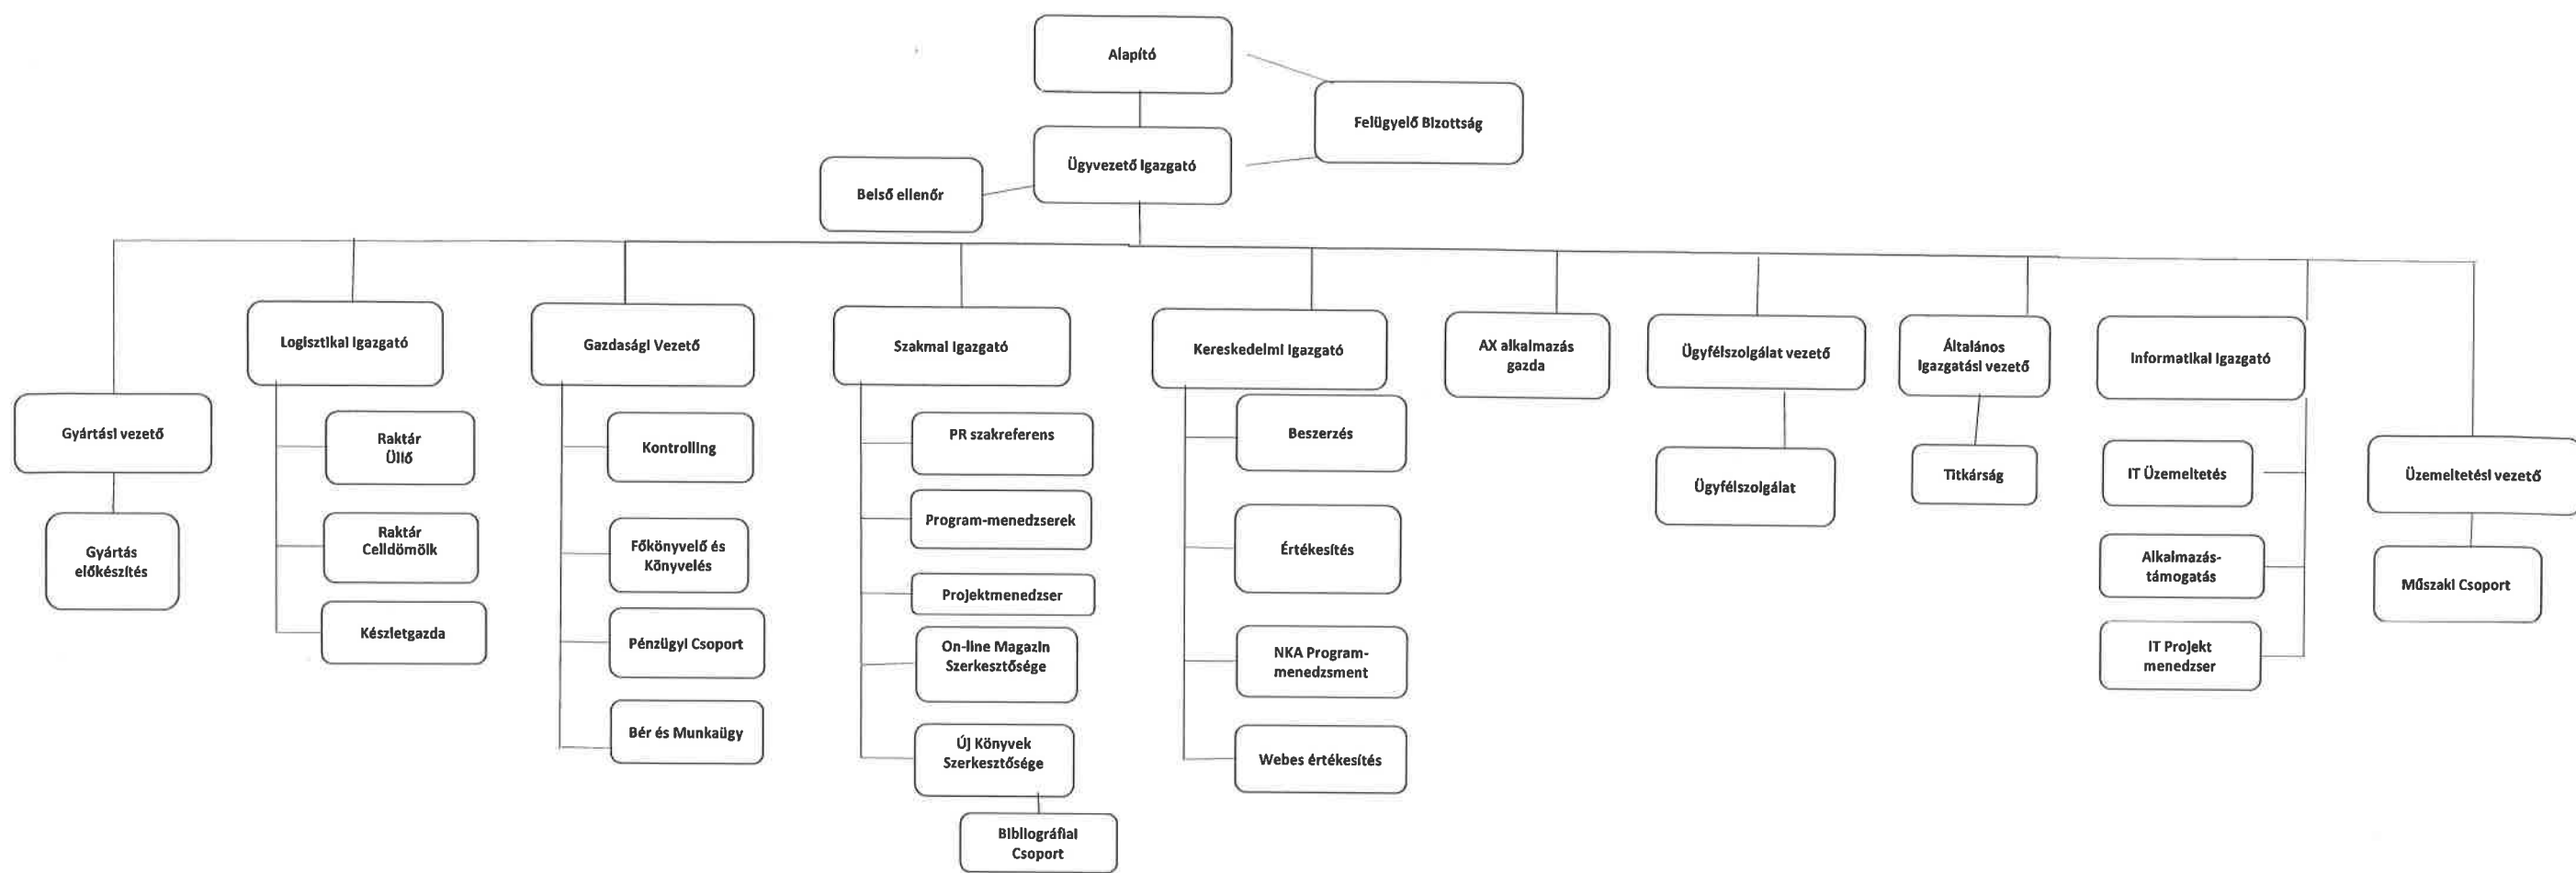 Alapító
Felügyelő Bizottság
Ügyvezető Igazgató
Belső ellenőr
Logisztikai Igazgató
Gazdasági Vezető
Szakmai Igazgató
Kereskedelmi Igazgató
AX alkalmazás
gazda
Ügyfélszolgálat vezető
Általános
Igazgatási vezető
Informatikai Igazgató
Gyártási vezető
Üzemeltetési vezető
Gyártás
előkészítés
Raktár
Üllő
Raktár
Celldömölk
Készletgazda
Kontrolling
Főkönyvelő és
Könyvelés
Pénzügyi Csoport
Bér és Munkaügy
PR szakreferens
Program-menedzserek
Projektmenedzser
On-line Magazin
Szerkesztősége
Új Könyvek
Szerkesztősége
Bibliográfiai
Csoport
Beszerzés
Értékesítés
NKA Program-
menedzsment
Webes értékesítés
Ügyfélszolgálat
Titkárság
IT Üzemeltetés
Alkalmazás-
támogatás
IT Projekt
menedzser
Műszaki Csoport